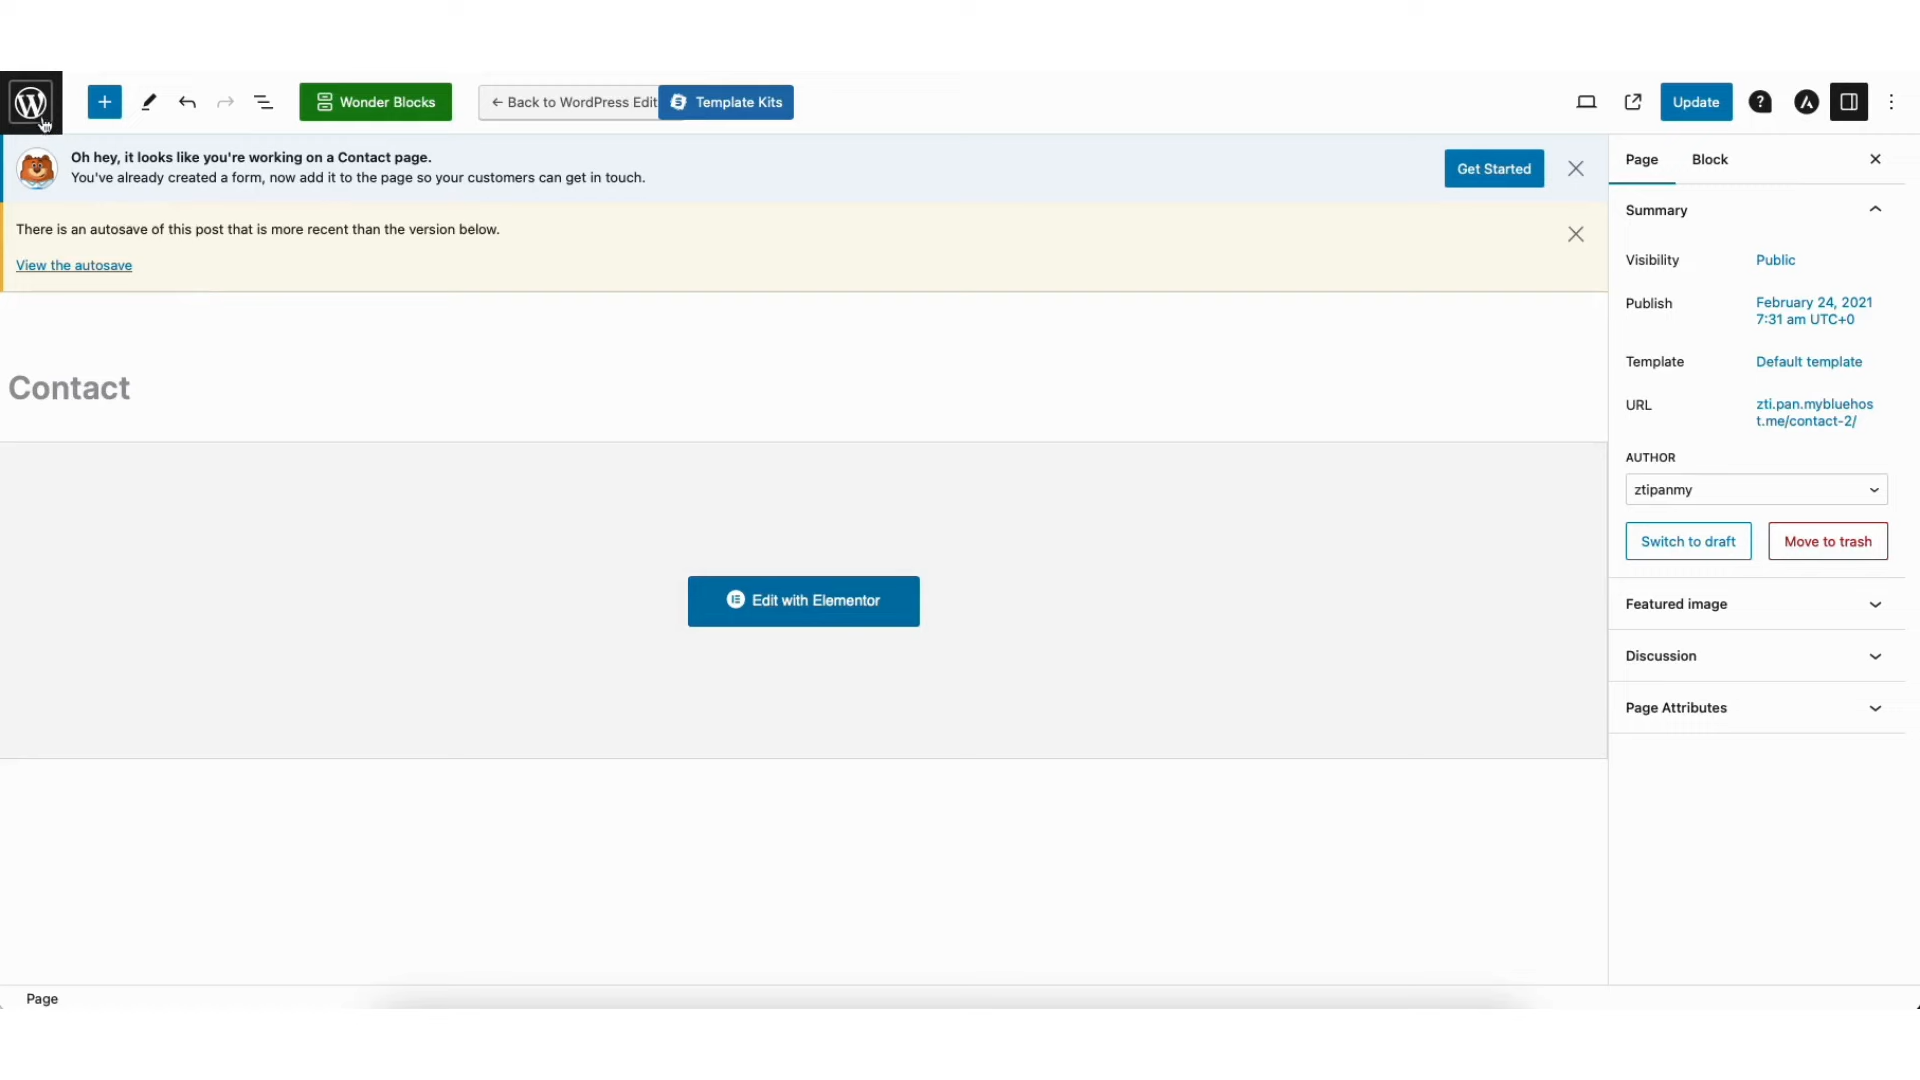 Wonder Blocks
← Back to WordPress Edit
Template Kits
Update
Oh hey, it looks like you're working on a Contact page.
You've already created a form, now add it to the page so your customers can get in touch.
Get Started
There is an autosave of this post that is more recent than the version below.
View the autosave
Contact
Edit with Elementor
Page
Block
Summary
Visibility
Public
Publish
February 24, 2021
7:31 am UTC+0
Template
Default template
URL
zti.pan.mybluehos
t.me/contact-2/
AUTHOR
ztipanmy
Switch to draft
Move to trash
Featured image
Discussion
Page Attributes
Page